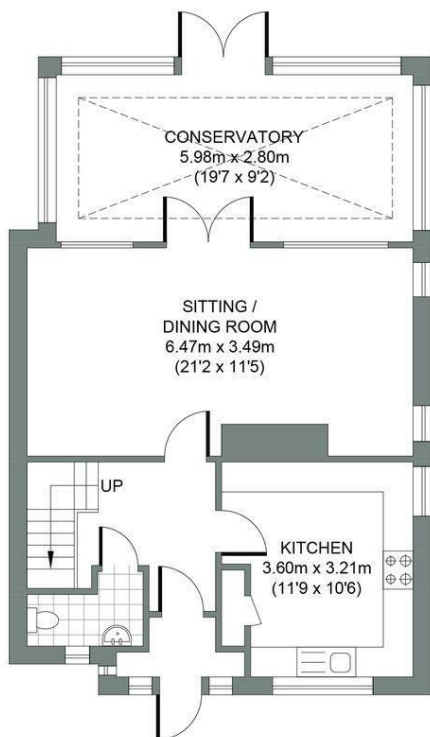 CONSERVATORY
5.98m x 2.80m
(19'7 x 9'2)
SITTING /
DINING ROOM
6.47m x 3.49m
(21'2 x 11'5)
UP
KITCHEN
3.60m x 3.21m
(11'9 x 10'6)